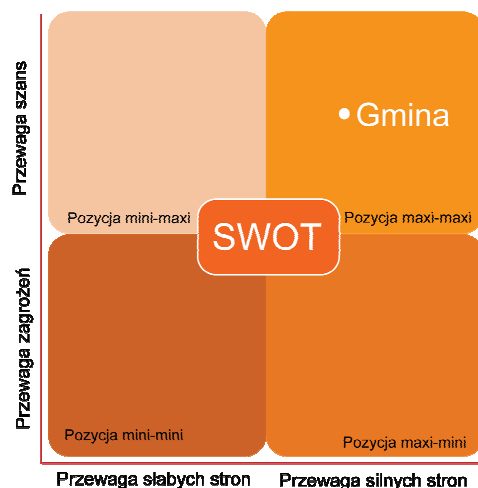 Przewaga szans
Gmina
Pozycja mini-maxi
Pozycja maxi-maxi
SWOT
Przewaga zagrożeń
Pozycja mini-mini
Pozycja maxi-mini
Przewaga słabych stron
Przewaga silnych stron